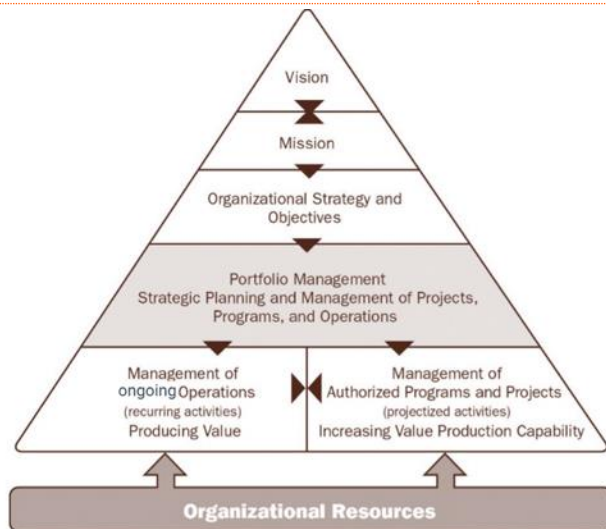 Vision
Mission
Organizational Strategy and
Objectives
Portfolio Management
Strategic Planning and Management of Projects,
Programs, and Operations
Management of
ongoing Operations
(recurring activities)
Producing Value
Management of
Authorized Programs and Projects
(projectized activities)
Increasing Value Production Capability
Organizational Resources